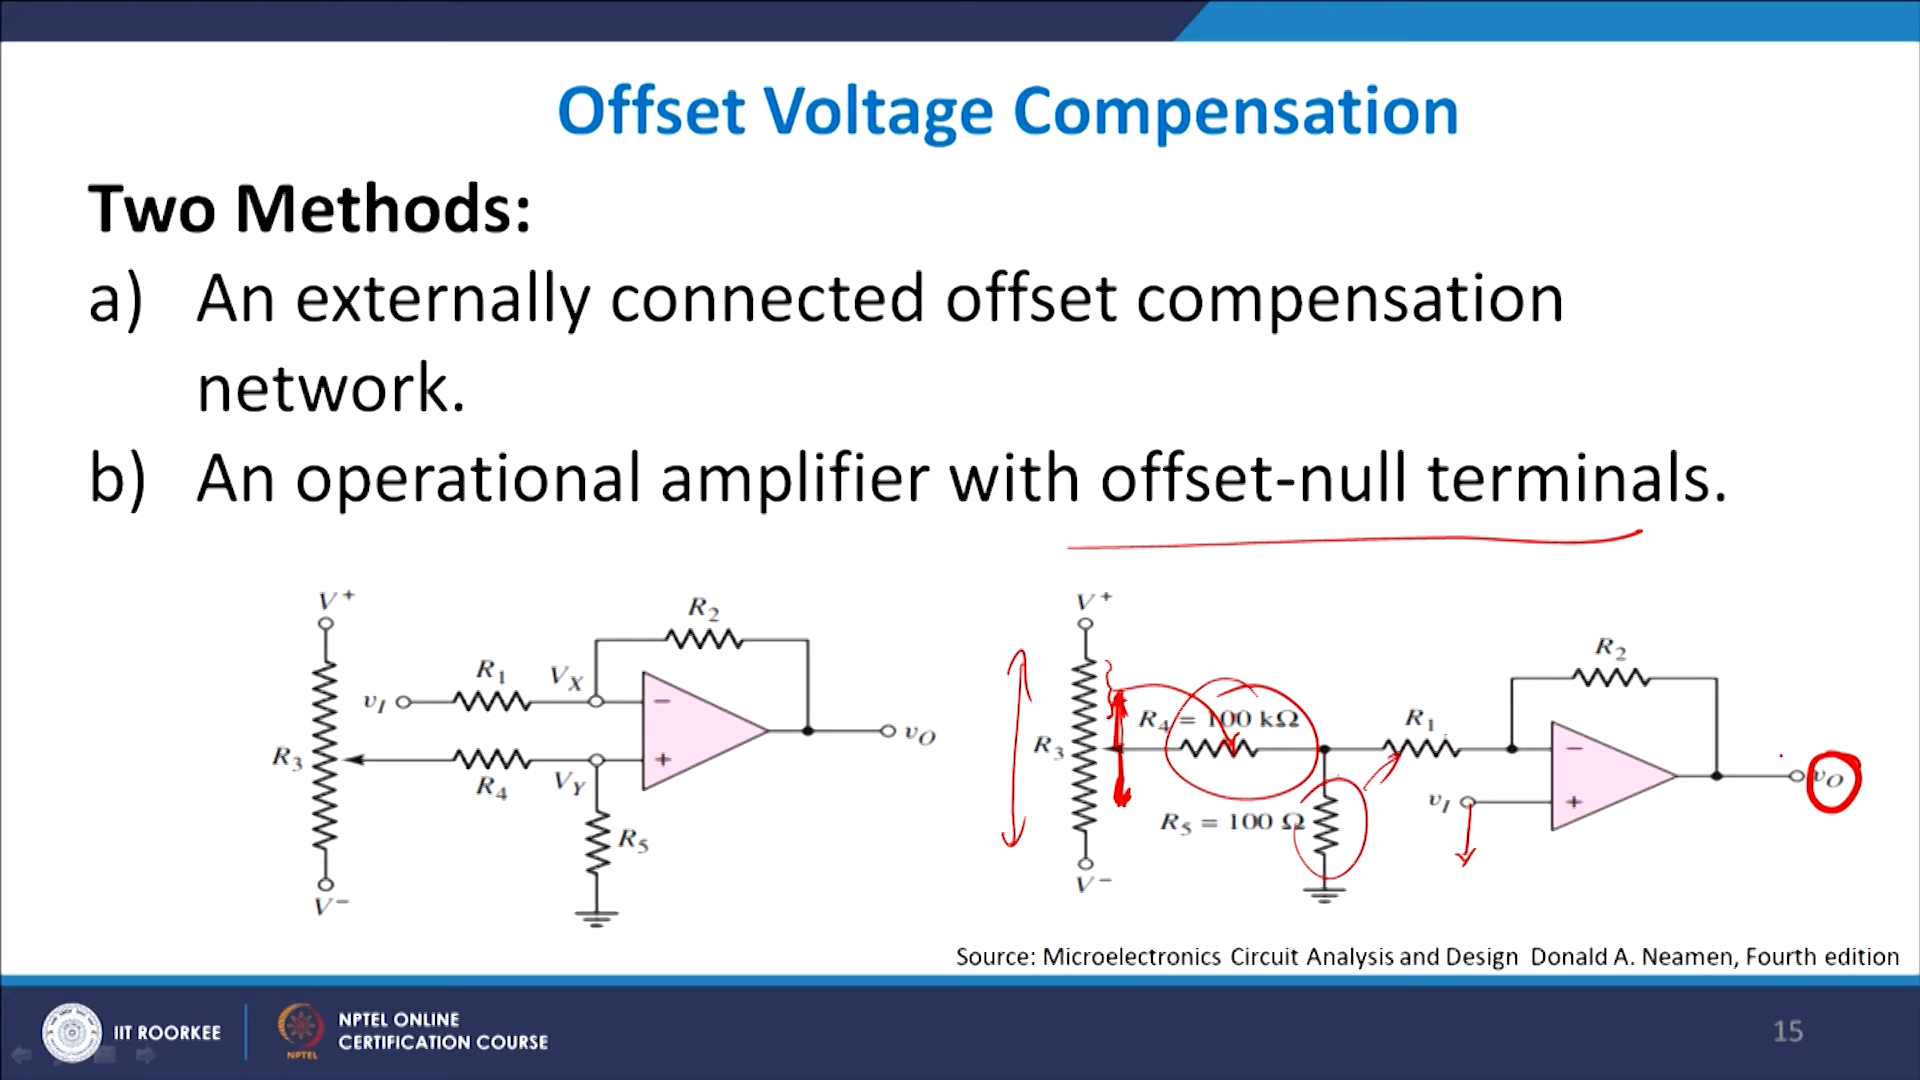 Offset Voltage Compensation
Two Methods:
a) An externally connected offset compensation
network.
b) An operational amplifier with offset-null terminals.
V+
R2
R1
VX
vI
−
R3
vO
+
R4
VY
R5
V−
V+
R2
R4 = 100 kΩ
R1
R3
−
vO
vI
+
R5 = 100 Ω
V−
Source: Microelectronics Circuit Analysis and Design Donald A. Neamen, Fourth edition
IIT ROORKEE
NPTEL
NPTEL ONLINE
CERTIFICATION COURSE
15